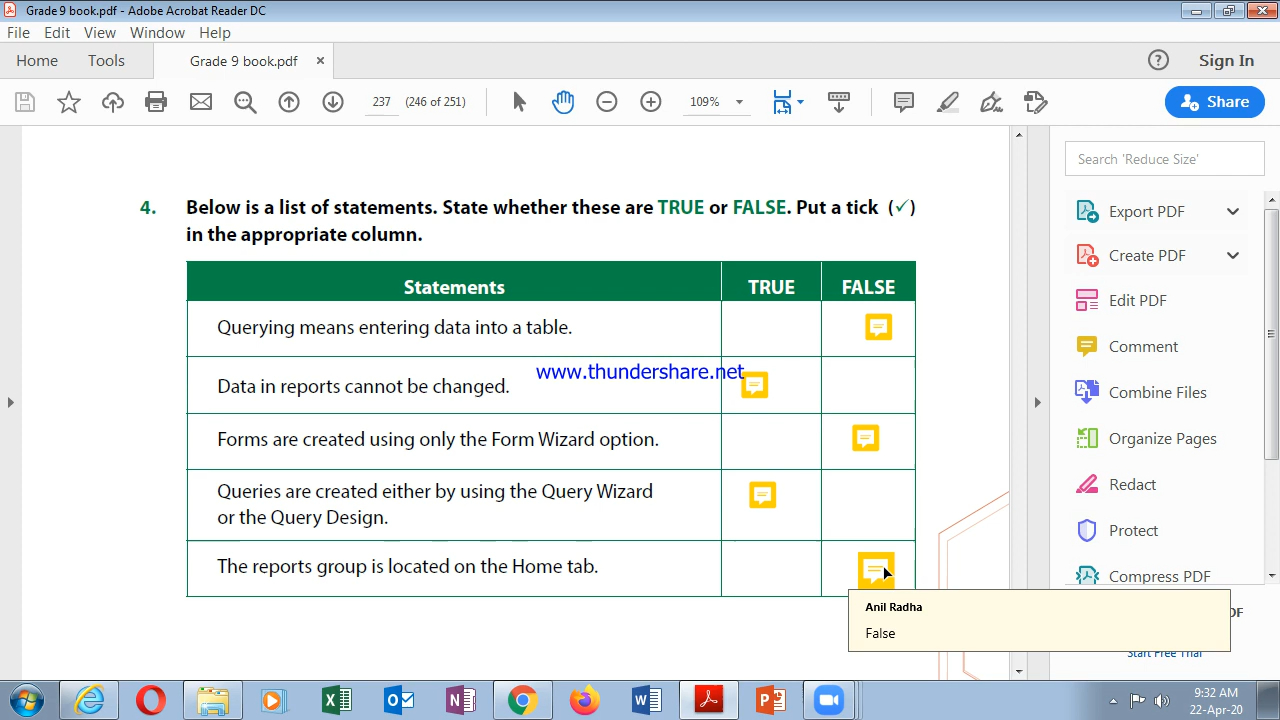 Grade 9 book.pdf - Adobe Acrobat Reader DC
File Edit View Window Help
Home Tools Grade 9 book.pdf × Sign In
237 (246 of 251) 109% Share
Search 'Reduce Size'
4. Below is a list of statements. State whether these are TRUE or FALSE. Put a tick (✓)
in the appropriate column.
Statements TRUE FALSE
Querying means entering data into a table.
www.thundershare.net
Data in reports cannot be changed.
Forms are created using only the Form Wizard option.
Queries are created either by using the Query Wizard
or the Query Design.
The reports group is located on the Home tab.
Anil Radha
False
Export PDF
Create PDF
Edit PDF
Comment
Combine Files
Organize Pages
Redact
Protect
Compress PDF
DF
Start Free Trial
9:32 AM
22-Apr-20